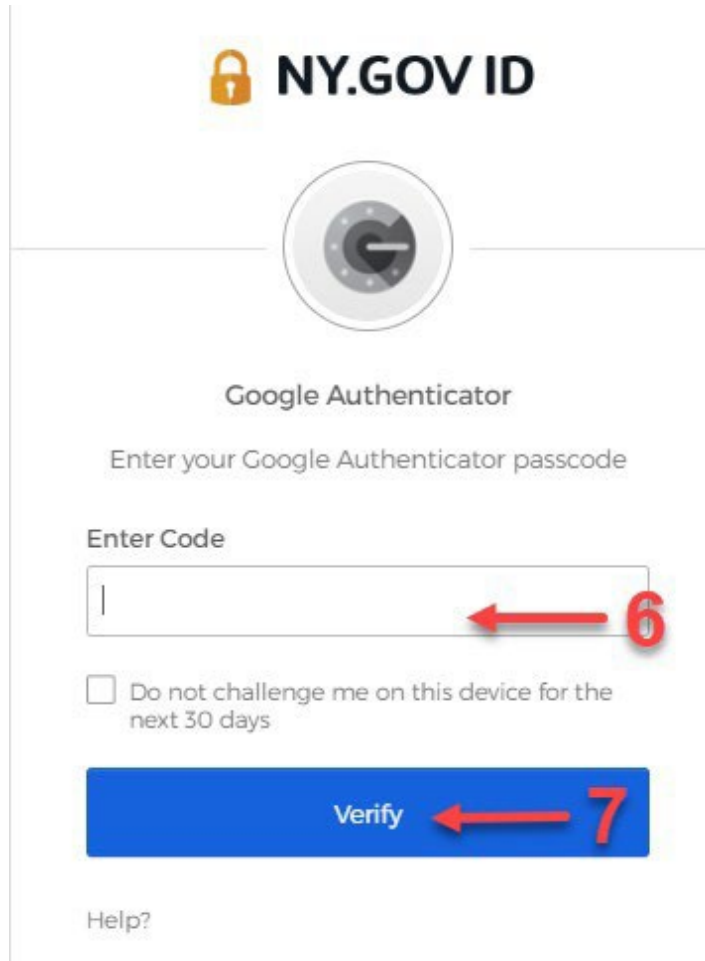 NY.GOV ID
Google Authenticator
Enter your Google Authenticator passcode
Enter Code
6
Do not challenge me on this device for the
next 30 days
Verify
7
Help?